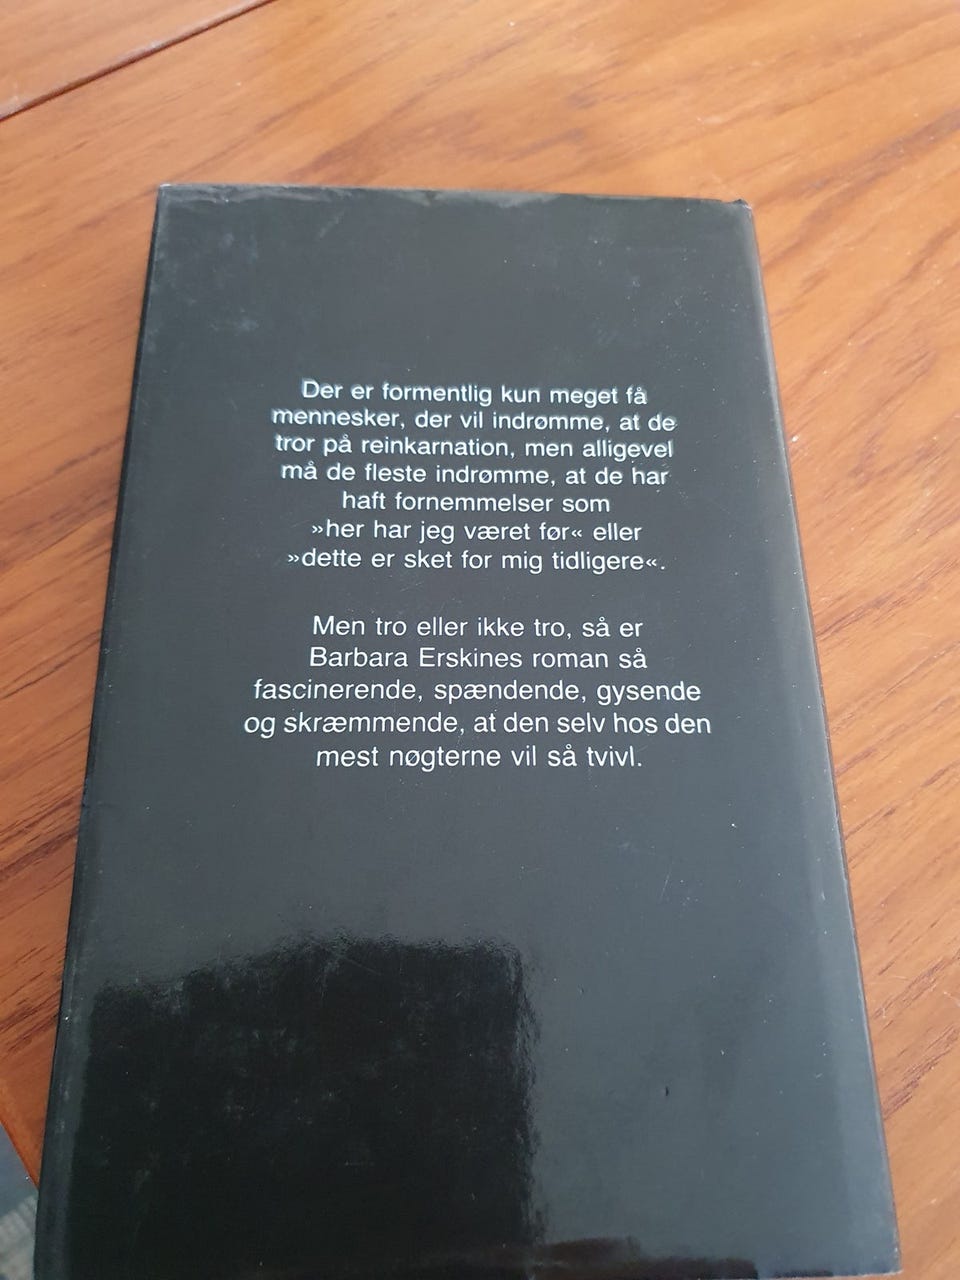 Der er formentlig kun meget få
mennesker, der vil indrømme, at de
tror på reinkarnation, men alligevel
må de fleste indrømme, at de har
haft fornemmelser som
»her har jeg været før« eller
»dette er sket for mig tidligere«.
Men tro eller ikke tro, så er
Barbara Erskines roman så
fascinerende, spændende, gysende
og skræmmende, at den selv hos den
mest nøgterne vil så tvivl.